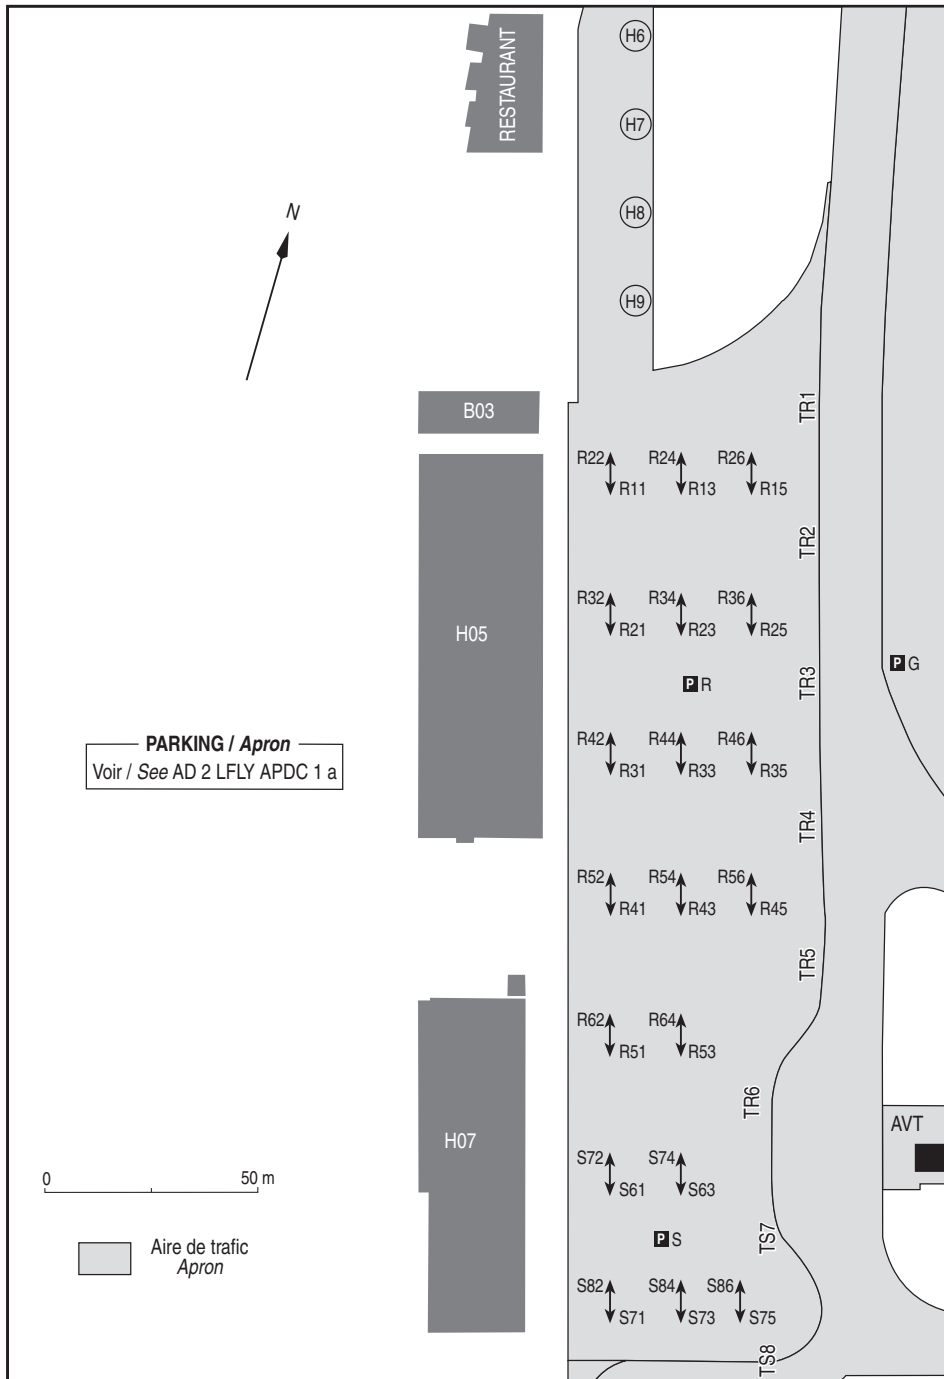 H6
RESTAURANT
H7
N
H8
H9
B03
TR1
R22 R24 R26
R11 R13 R15
TR2
R32 R34 R36
H05
R21 R23 R25
P G
P R
TR3
PARKING / Apron
Voir / See AD 2 LFLY APDC 1 a
R42 R44 R46
R31 R33 R35
TR4
R52 R54 R56
R41 R43 R45
TR5
R62 R64
R51 R53
TR6
AVT
H07
S72 S74
0 50 m
S61 S63
P S
TS7
Aire de trafic
Apron
S82 S84 S86
S71 S73 S75
TS8